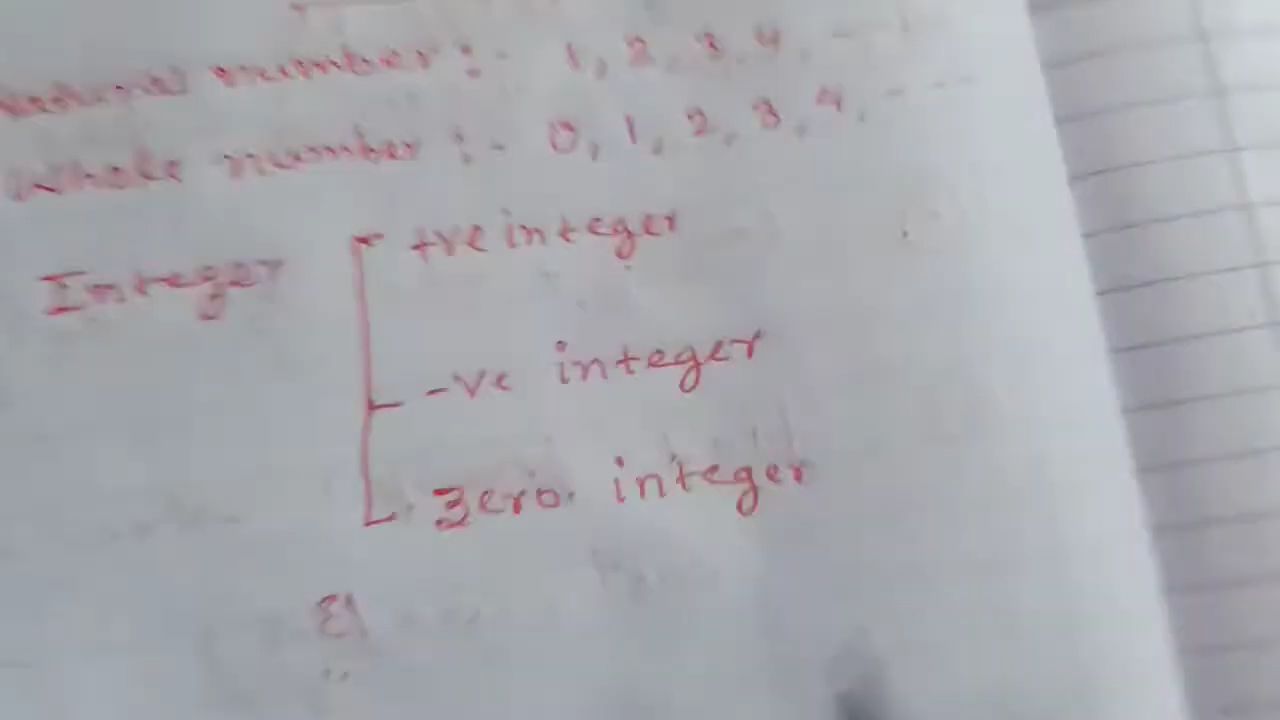 natural number :- 1, 2, 3, 4, - -
Whole number :- 0, 1, 2, 3, 4, - - -
Integer
+ve integer
-ve integer
zero integer